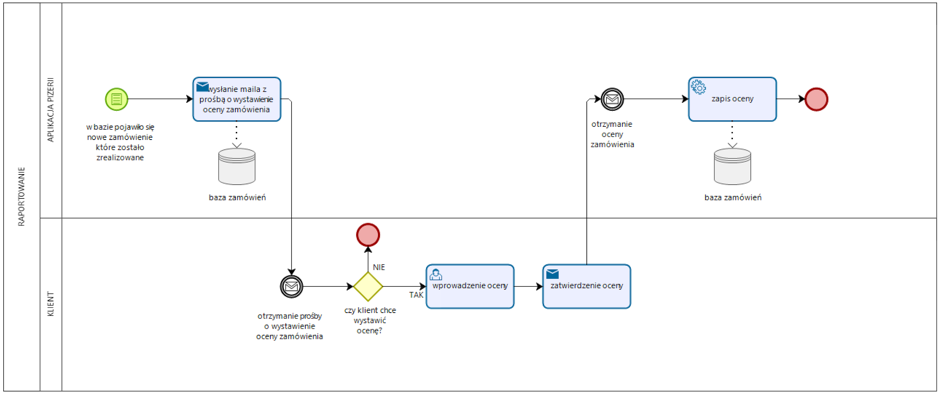 RAPORTOWANIE
APLIKACJA PIZERII
w bazie pojawiło się
nowe zamówienie
które zostało
zrealizowane
wysłanie maila z
prośbą o wystawienie
oceny zamówienia
baza zamówień
otrzymanie
oceny
zamówienia
zapis oceny
baza zamówień
KLIENT
otrzymanie prośby
o wystawienie
oceny zamówienia
NIE
czy klient chce
wystawić
ocenę?
TAK
wprowadzenie oceny
zatwierdzenie oceny